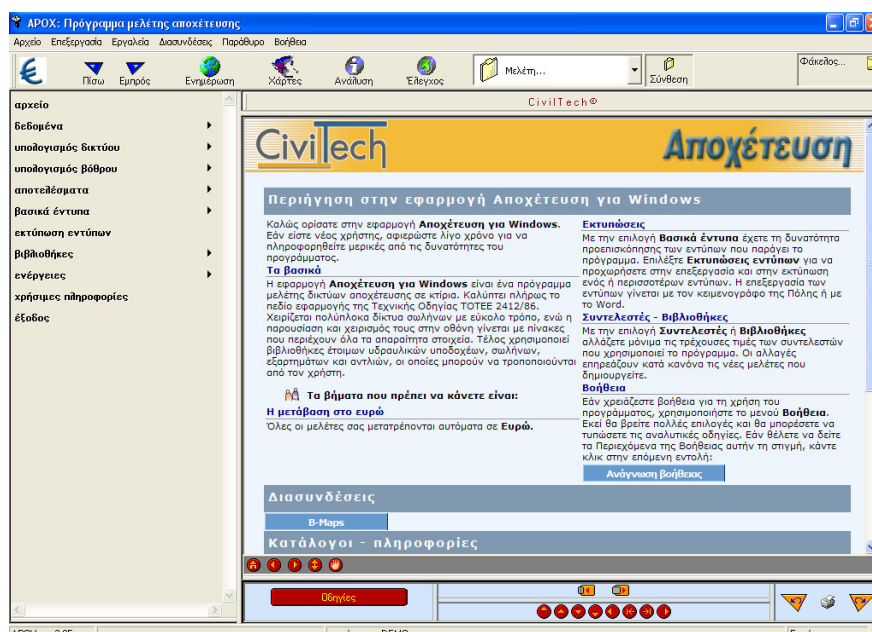 APOX: Πρόγραμμα μελέτης αποχέτευσης
Αρχείο Επεξεργασία Εργαλεία Διασυνδέσεις Παράθυρο Βοήθεια
Πίσω Εμπρός Ενημέρωση Χάρτες Ανάλυση Έλεγχος Μελέτη... Σύνθεση Φάκελος...
αρχείο
δεδομένα
υπολογισμός δικτύου
υπολογισμός βόθρου
αποτελέσματα
βασικά έντυπα
εκτύπωση εντύπων
βιβλιοθήκες
ενέργειες
χρήσιμες πληροφορίες
έξοδος
CivilTech®
CivilTech
Αποχέτευση
Περιήγηση στην εφαρμογή Αποχέτευση για Windows
Καλώς ορίσατε στην εφαρμογή Αποχέτευση για Windows.
Εάν είστε νέος χρήστης, αφιερώστε λίγο χρόνο για να
πληροφορηθείτε μερικές από τις δυνατότητες του
προγράμματος.
Τα βασικά
Η εφαρμογή Αποχέτευση για Windows είναι ένα πρόγραμμα
μελέτης δικτύων αποχέτευσης σε κτίρια. Καλύπτει πλήρως το
πεδίο εφαρμογής της Τεχνικής Οδηγίας ΤΟΤΕΕ 2412/86.
Χειρίζεται πολύπλοκα δίκτυα σωλήνων με εύκολο τρόπο, ενώ η
παρουσίαση και χειρισμός τους στην οθόνη γίνεται με πίνακες
που περιέχουν όλα τα απαραίτητα στοιχεία. Τέλος χρησιμοποιεί
βιβλιοθήκες έτοιμων υδραυλικών υποδοχέων, σωλήνων,
εξαρτημάτων και αντλιών, οι οποίες μπορούν να τροποποιούνται
από τον χρήστη.
Τα βήματα που πρέπει να κάνετε είναι:
Η μετάβαση στο ευρώ
Όλες οι μελέτες σας μετατρέπονται αυτόματα σε Ευρώ.
Εκτυπώσεις
Με την επιλογή Βασικά έντυπα έχετε τη δυνατότητα
προεπισκόπησης των εντύπων που παράγει το
πρόγραμμα. Επιλέξτε Εκτυπώσεις εντύπων για να
προχωρήσετε στην επεξεργασία και στην εκτύπωση
ενός ή περισσοτέρων εντύπων. Η επεξεργασία των
εντύπων γίνεται με τον κειμενογράφο της Πόλης ή με
το Word.
Συντελεστές - Βιβλιοθήκες
Με την επιλογή Συντελεστές ή Βιβλιοθήκες
αλλάζετε μόνιμα τις τρέχουσες τιμές των συντελεστών
που χρησιμοποιεί το πρόγραμμα. Οι αλλαγές
επηρεάζουν κατά κανόνα τις νέες μελέτες που
δημιουργείτε.
Βοήθεια
Εάν χρειάζεστε βοήθεια για τη χρήση του
προγράμματος, χρησιμοποιήστε το μενού Βοήθεια.
Εκεί θα βρείτε πολλές επιλογές και θα μπορέσετε να
τυπώσετε τις αναλυτικές οδηγίες. Εάν θέλετε να δείτε
τα Περιεχόμενα της Βοήθειας αυτήν τη στιγμή, κάντε
κλικ στην επόμενη εντολή:
Ανάγνωση βοήθειας
Διασυνδέσεις
B-Maps
Κατάλογοι - πληροφορίες
Οδηγίες